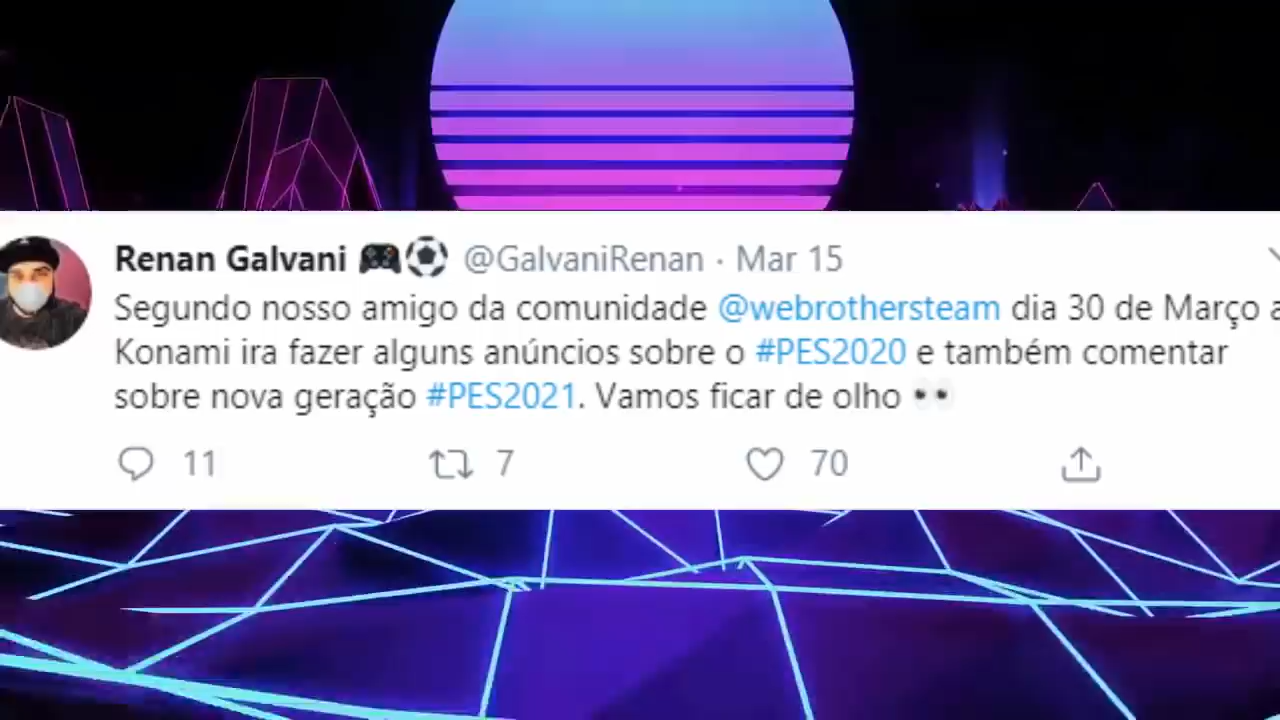 Renan Galvani 🎮⚽ @GalvaniRenan · Mar 15
Segundo nosso amigo da comunidade @webrothersteam dia 30 de Março a
Konami ira fazer alguns anúncios sobre o #PES2020 e também comentar
sobre nova geração #PES2021. Vamos ficar de olho 👀
11 7 70